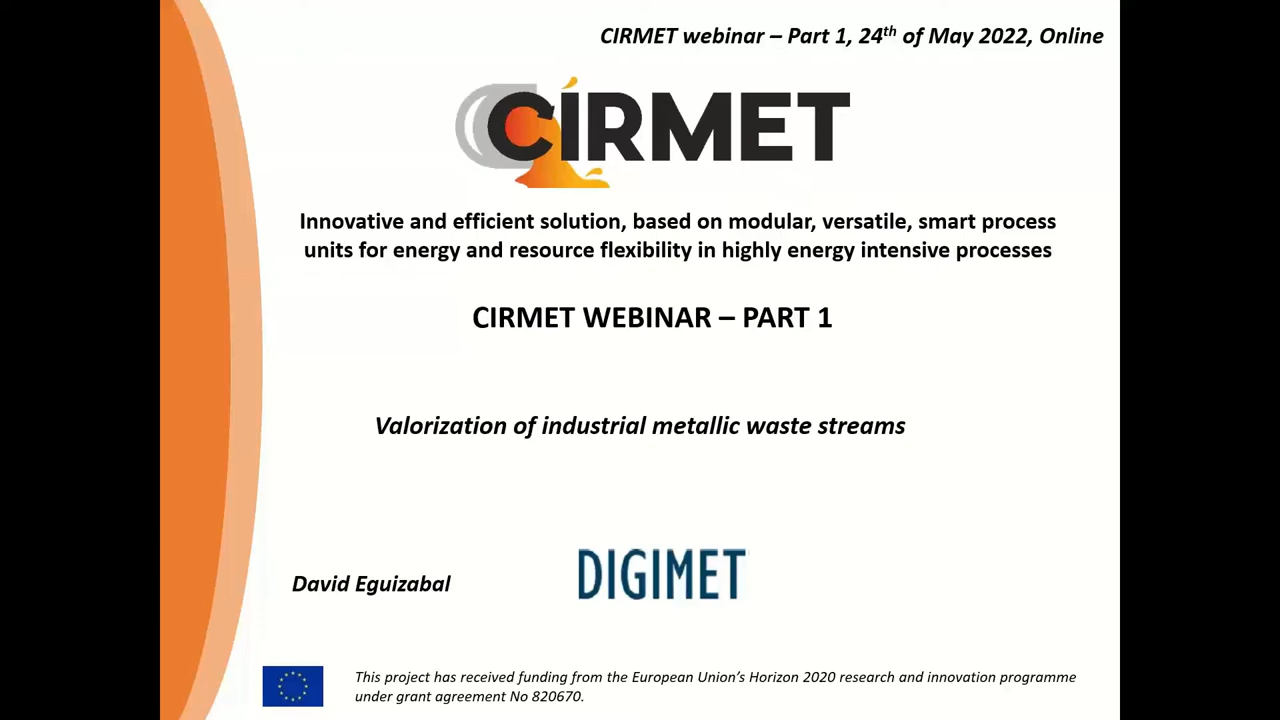 CIRMET webinar – Part 1, 24th of May 2022, Online
CIRMET
Innovative and efficient solution, based on modular, versatile, smart process
units for energy and resource flexibility in highly energy intensive processes
CIRMET WEBINAR – PART 1
Valorization of industrial metallic waste streams
David Eguizabal
DIGIMET
This project has received funding from the European Union’s Horizon 2020 research and innovation programme
under grant agreement No 820670.